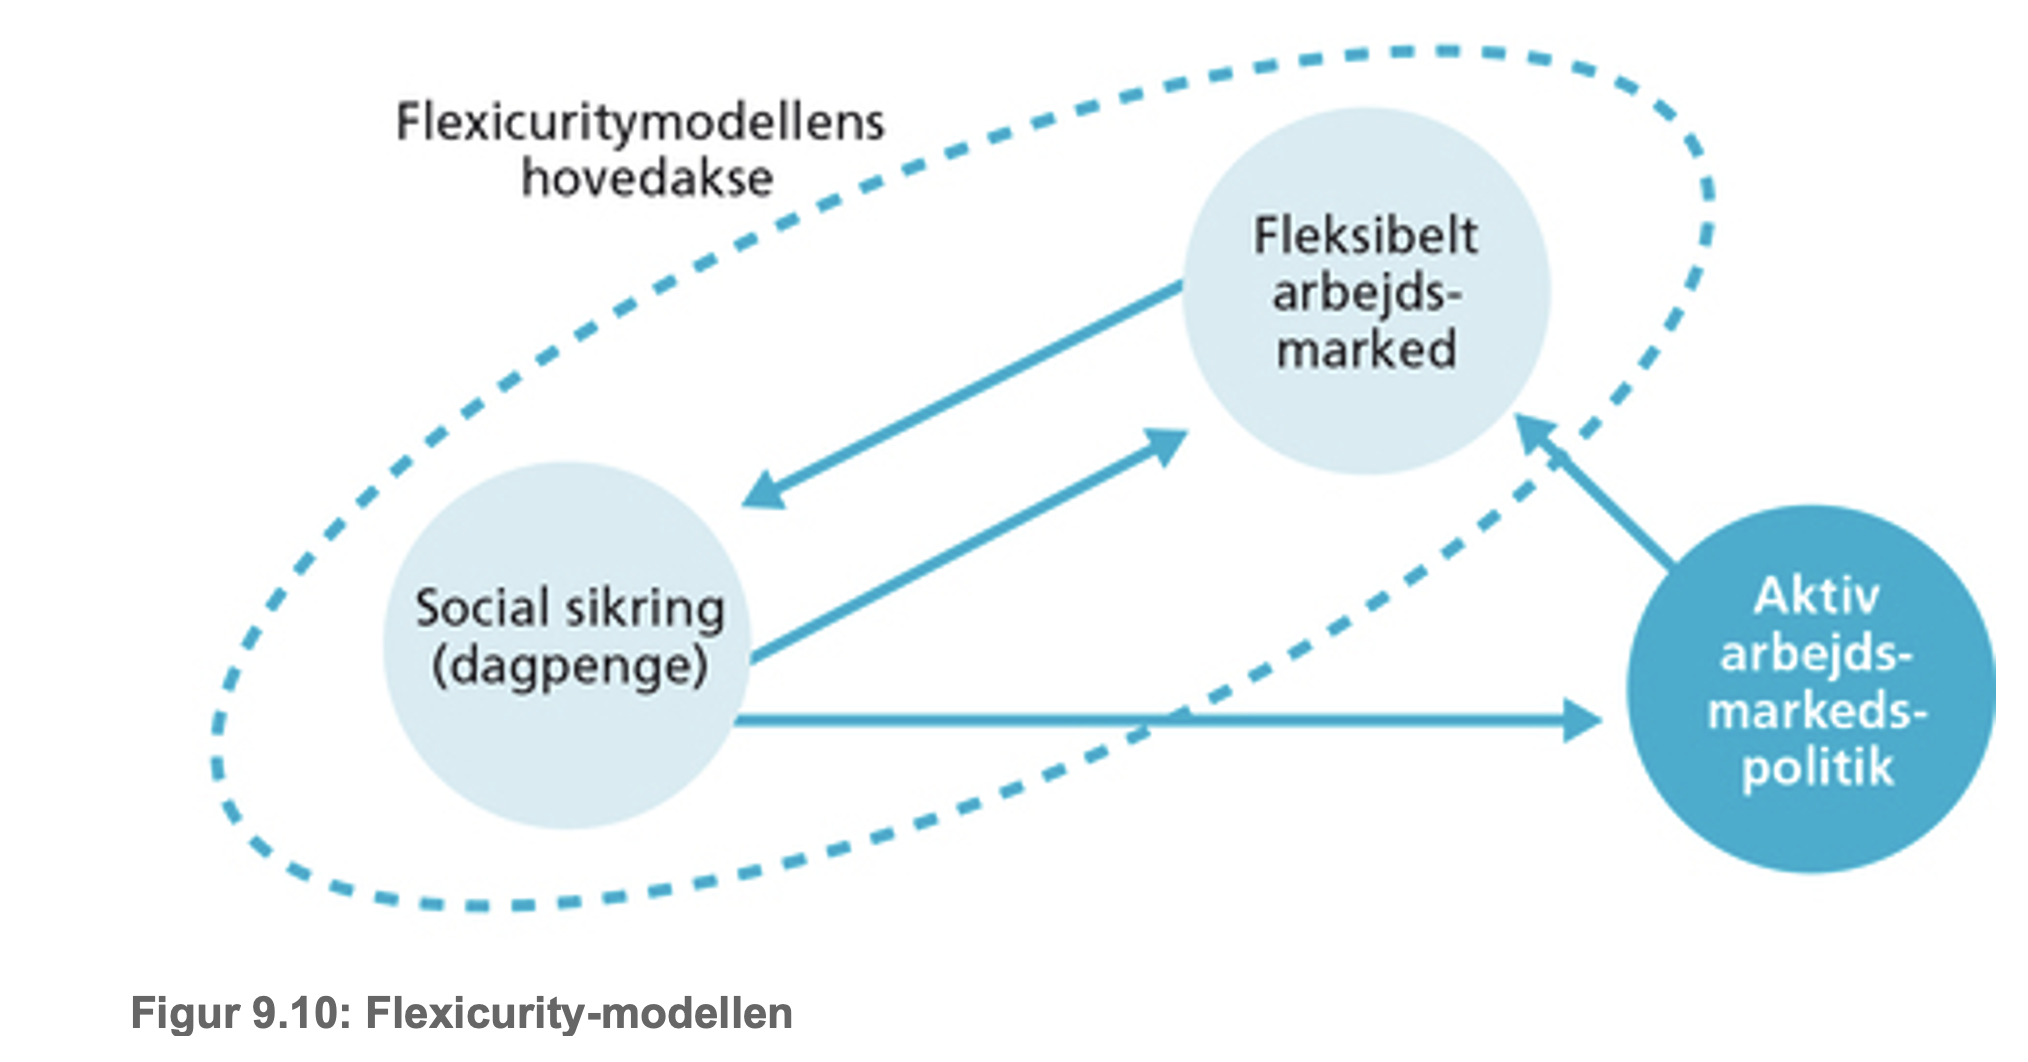 Flexicuritymodellens
hovedakse
Fleksibelt
arbejds-
marked
Social sikring
(dagpenge)
Aktiv
arbejds-
markeds-
politik
Figur 9.10: Flexicurity-modellen